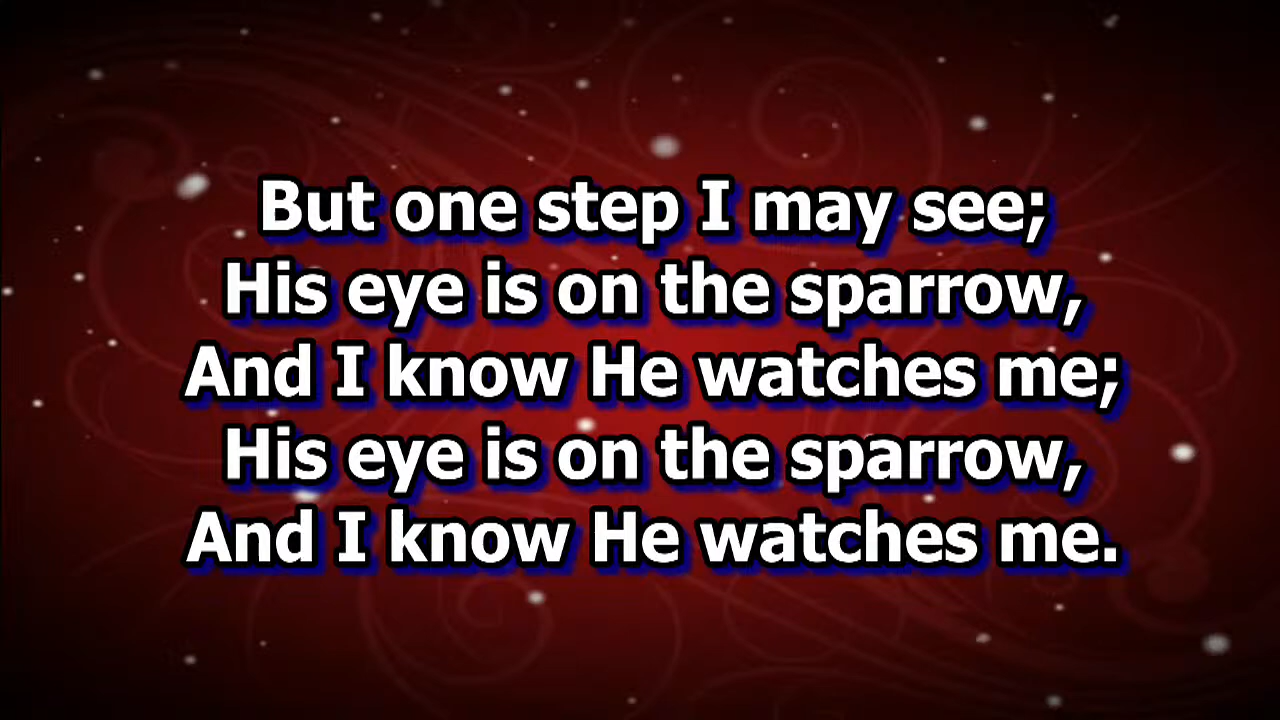 But one step I may see;
His eye is on the sparrow,
And I know He watches me;
His eye is on the sparrow,
And I know He watches me.